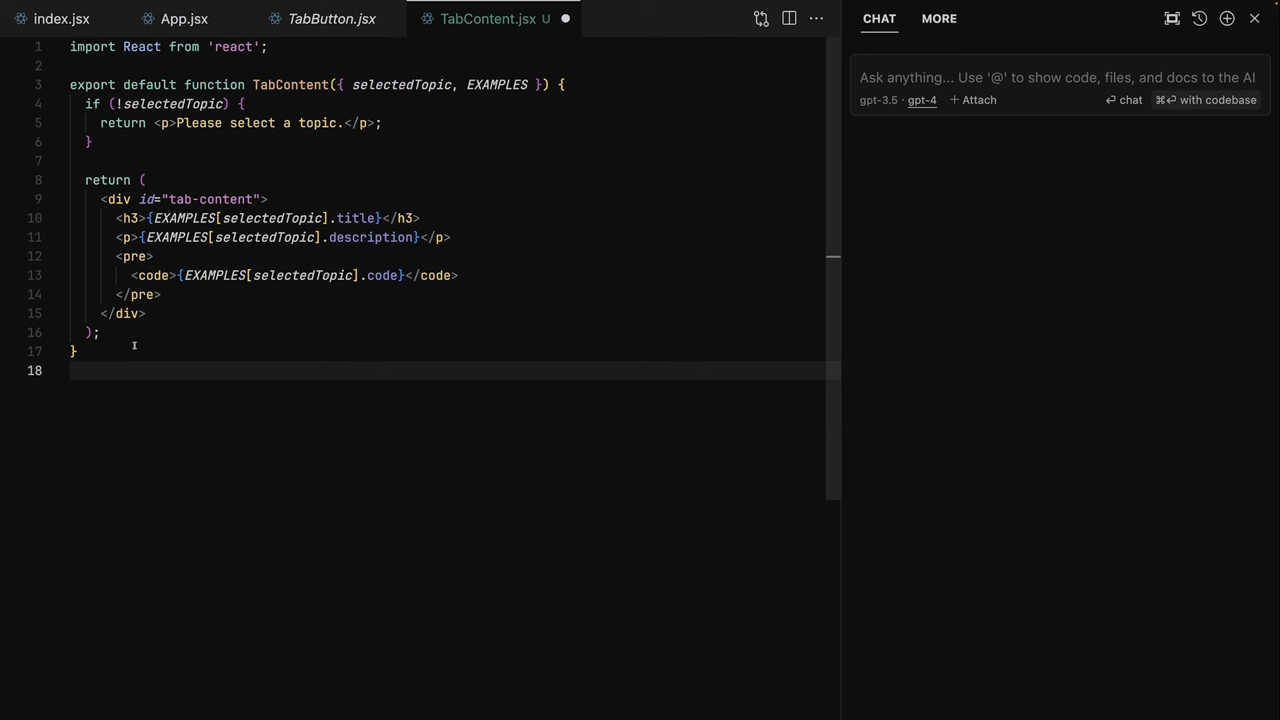 index.jsx App.jsx TabButton.jsx TabContent.jsx U CHAT MORE
1 import React from 'react';
2
3 export default function TabContent({ selectedTopic, EXAMPLES }) {
4 if (!selectedTopic) {
5 return <p>Please select a topic.</p>;
6 }
7
8 return (
9 <div id="tab-content">
10 <h3>{EXAMPLES[selectedTopic].title}</h3>
11 <p>{EXAMPLES[selectedTopic].description}</p>
12 <pre>
13 <code>{EXAMPLES[selectedTopic].code}</code>
14 </pre>
15 </div>
16 );
17 }
18
Ask anything... Use '@' to show code, files, and docs to the AI
gpt-3.5 · gpt-4 + Attach ⏎ chat ⌘⏎ with codebase